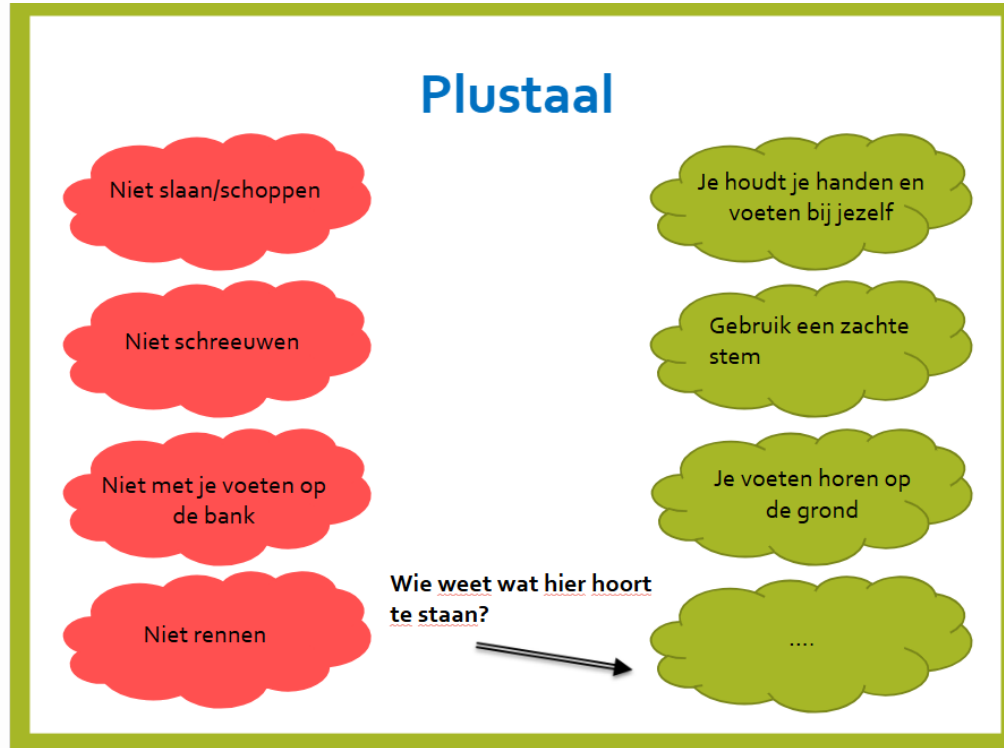 Plustaal
Niet slaan/schoppen
Je houdt je handen en
voeten bij jezelf
Niet schreeuwen
Gebruik een zachte
stem
Niet met je voeten op
de bank
Je voeten horen op
de grond
Niet rennen
Wie weet wat hier hoort
te staan?
....